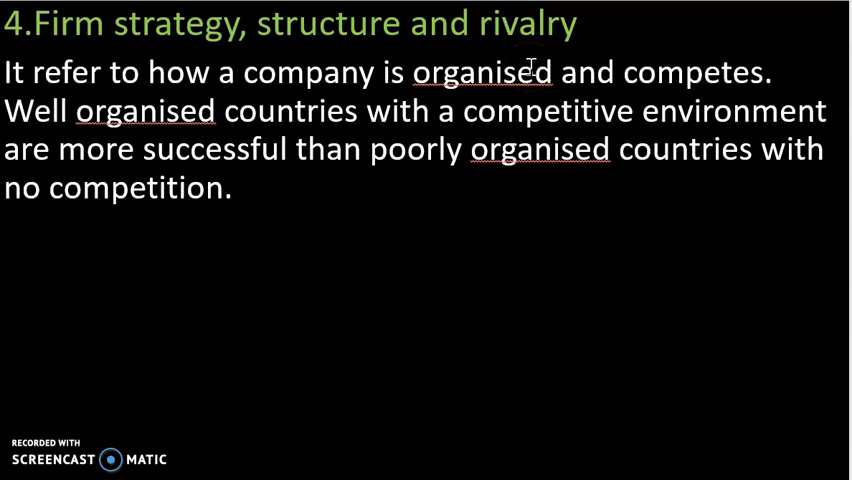 4.Firm strategy, structure and rivalry
It refer to how a company is organised and competes.
Well organised countries with a competitive environment
are more successful than poorly organised countries with
no competition.
RECORDED WITH
SCREENCAST MATIC